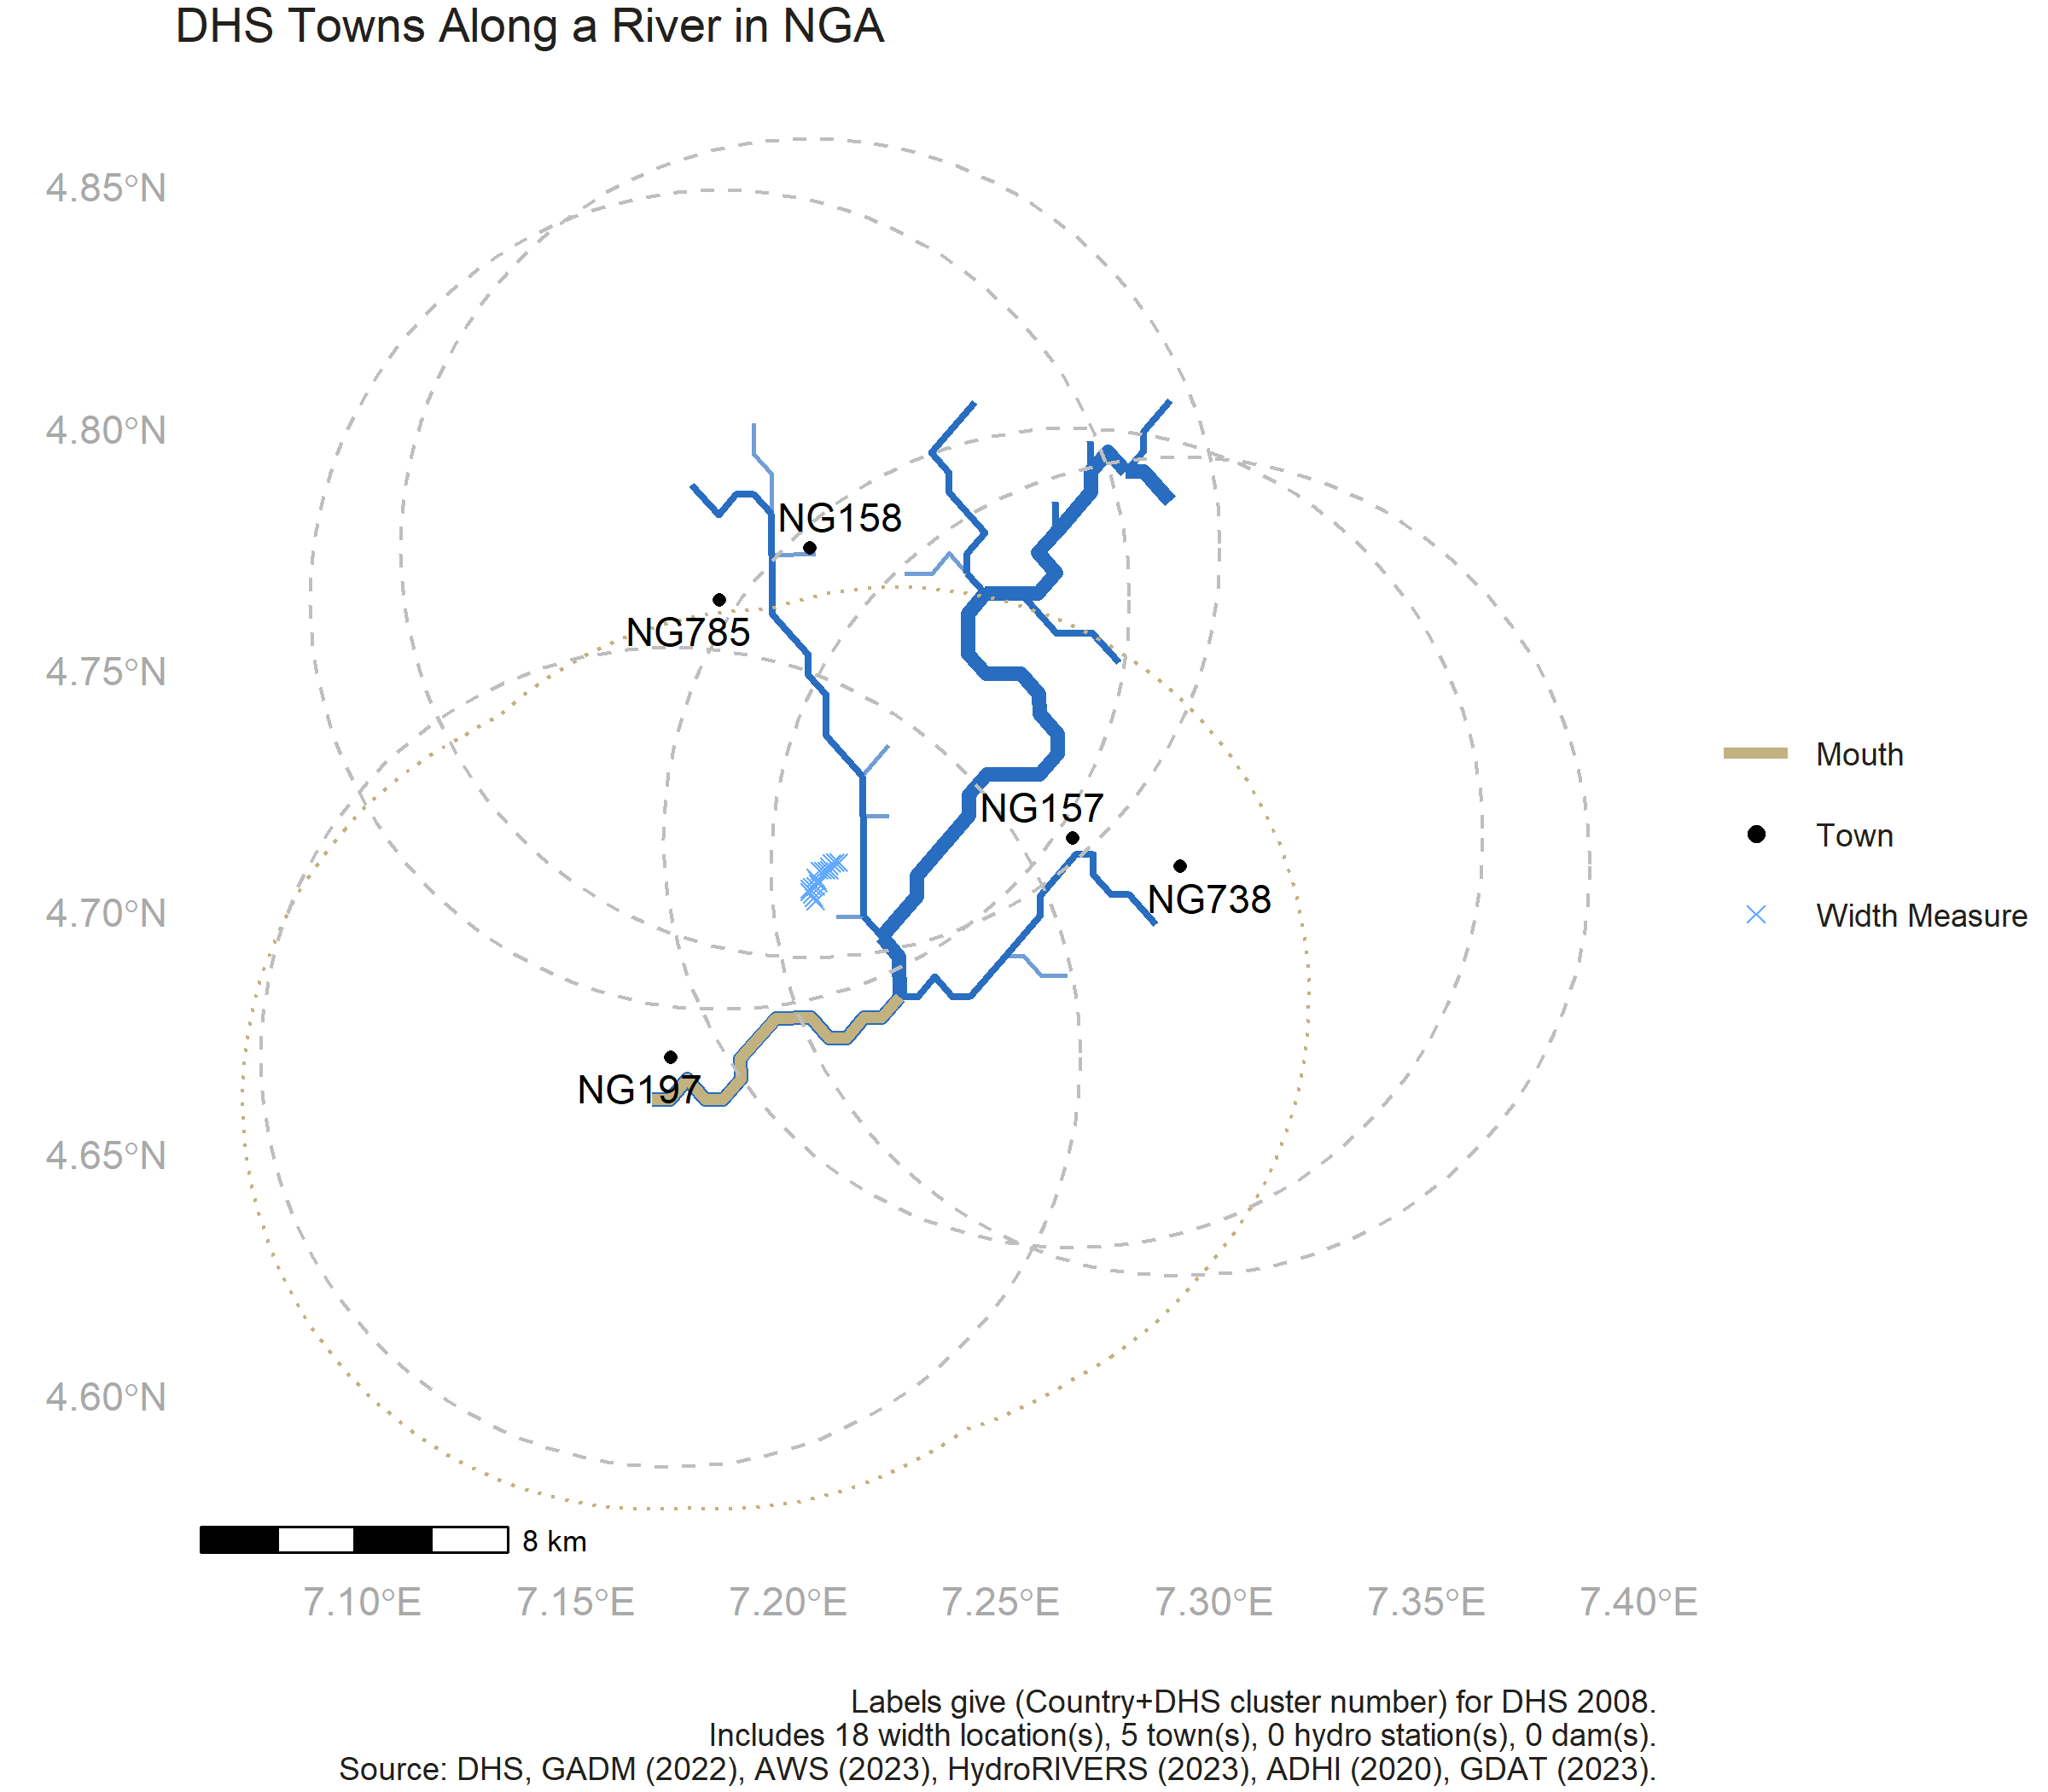 DHS Towns Along a River in NGA
4.85°N
4.80°N
4.75°N
4.70°N
4.65°N
4.60°N
NG158
NG785
NG157
NG738
NG197
Mouth
Town
Width Measure
8 km
7.10°E 7.15°E 7.20°E 7.25°E 7.30°E 7.35°E 7.40°E
Labels give (Country+DHS cluster number) for DHS 2008.
Includes 18 width location(s), 5 town(s), 0 hydro station(s), 0 dam(s).
Source: DHS, GADM (2022), AWS (2023), HydroRIVERS (2023), ADHI (2020), GDAT (2023).